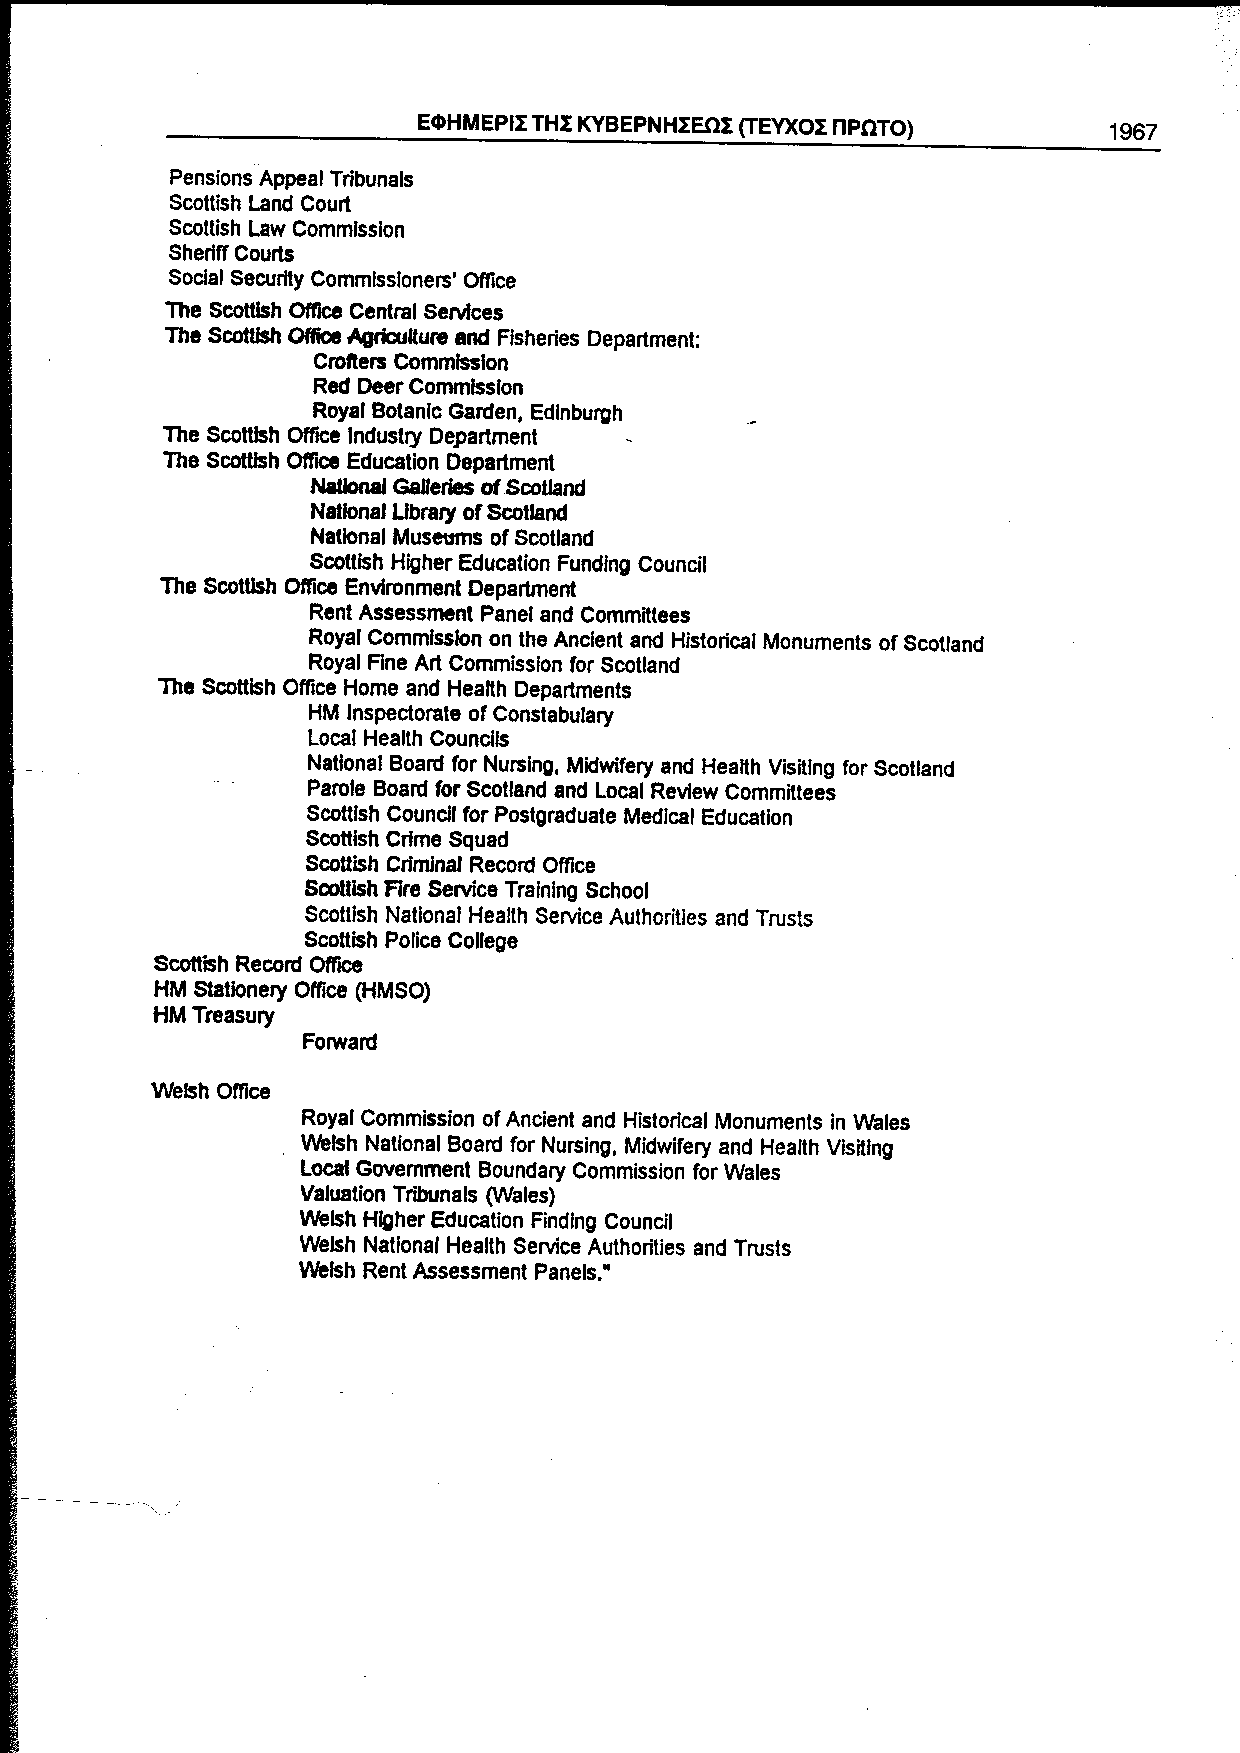 ΕΦΗΜΕΡΙΣ ΤΗΣ ΚΥΒΕΡΝΗΣΕΩΣ (ΤΕΥΧΟΣ ΠΡΩΤΟ) 1967
Pensions Appeal Tribunals
Scottish Land Court
Scottish Law Commission
Sheriff Courts
Social Security Commissioners' Office
The Scottish Office Central Services
The Scottish Office Agriculture and Fisheries Department:
Crofters Commission
Red Deer Commission
Royal Botanic Garden, Edinburgh
The Scottish Office Industry Department
The Scottish Office Education Department
National Galleries of Scotland
National Library of Scotland
National Museums of Scotland
Scottish Higher Education Funding Council
The Scottish Office Environment Department
Rent Assessment Panel and Committees
Royal Commission on the Ancient and Historical Monuments of Scotland
Royal Fine Art Commission for Scotland
The Scottish Office Home and Health Departments
HM Inspectorate of Constabulary
Local Health Councils
National Board for Nursing, Midwifery and Health Visiting for Scotland
Parole Board for Scotland and Local Review Committees
Scottish Council for Postgraduate Medical Education
Scottish Crime Squad
Scottish Criminal Record Office
Scottish Fire Service Training School
Scottish National Health Service Authorities and Trusts
Scottish Police College
Scottish Record Office
HM Stationery Office (HMSO)
HM Treasury
Forward
Welsh Office
Royal Commission of Ancient and Historical Monuments in Wales
Welsh National Board for Nursing, Midwifery and Health Visiting
Local Government Boundary Commission for Wales
Valuation Tribunals (Wales)
Welsh Higher Education Finding Council
Welsh National Health Service Authorities and Trusts
Welsh Rent Assessment Panels."